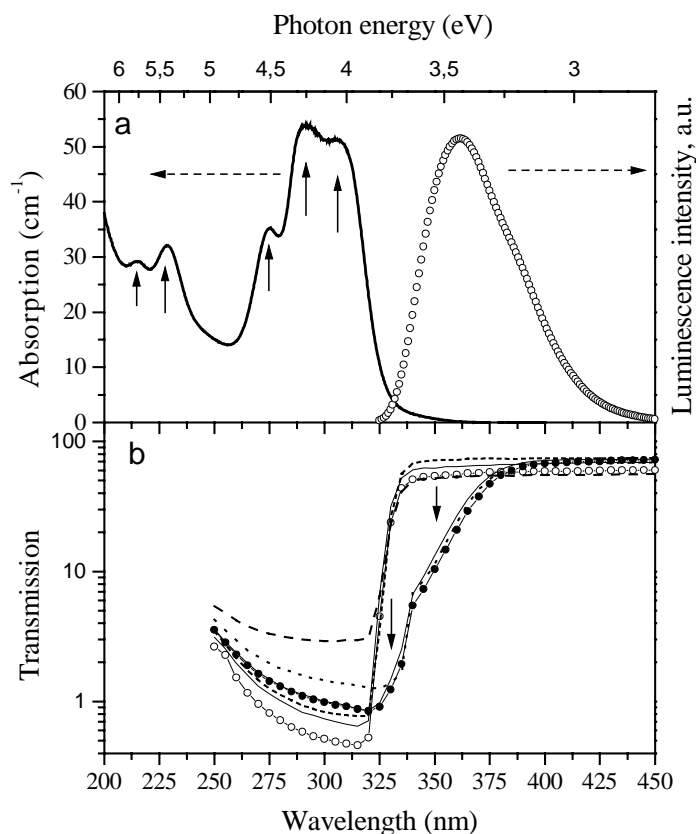 Photon energy (eV)
6 5,5 5 4,5 4 3,5 3
60
50
40
30
20
10
0
a
Absorption (cm-1)
Luminescence intensity, a.u.
100
10
1
b
Transmission
200 225 250 275 300 325 350 375 400 425 450
Wavelength (nm)